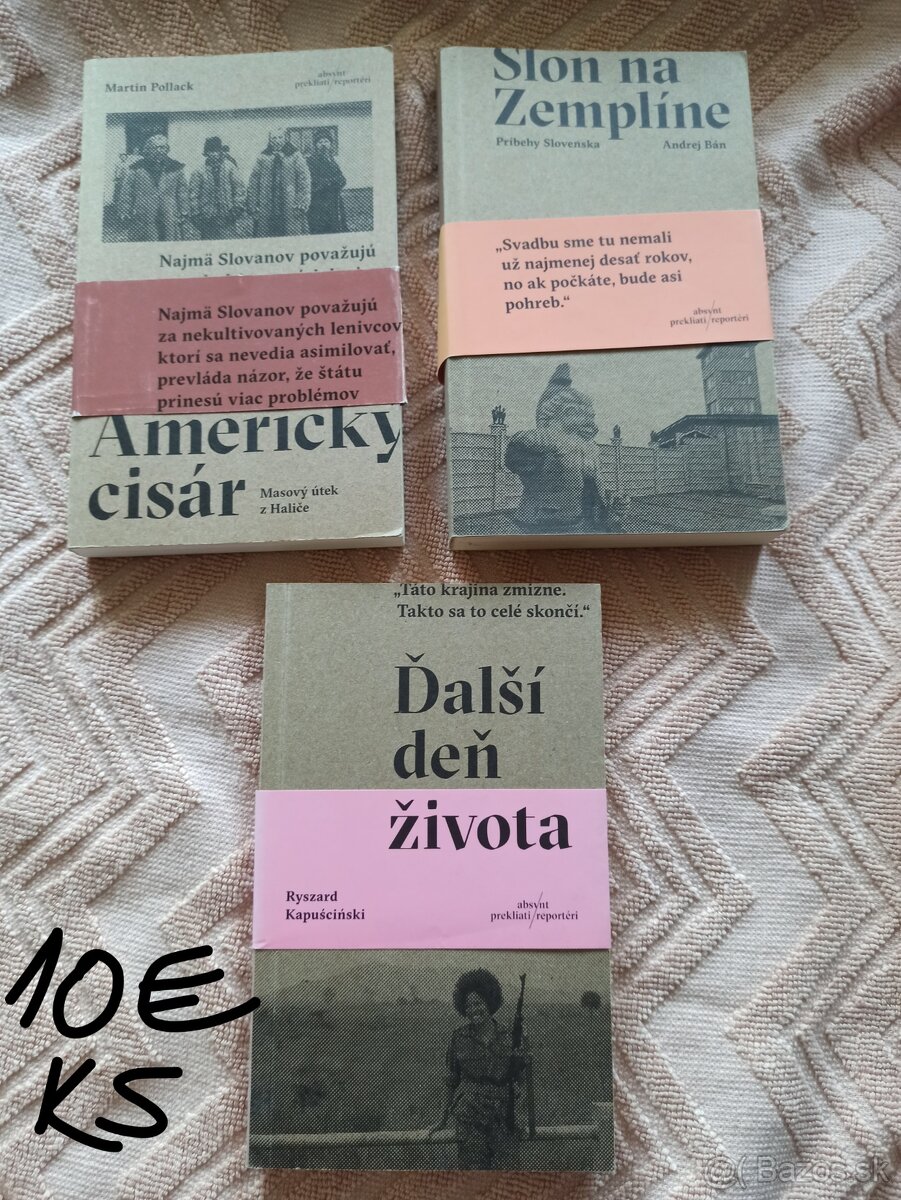 Martin Pollack
absynt
prekliati/reportéri
Najmä Slovanov považujú
Najmä Slovanov považujú
za nekultivovaných lenivcov
ktorí sa nevedia asimilovať,
prevláda názor, že štátu
prinesú viac problémov
Americký
cisár
Masový útek
z Haliče
Slon na
Zemplíne
Príbehy Slovenska
Andrej Bán
„Svadbu sme tu nemali
už najmenej desať rokov,
no ak počkáte, bude asi
pohreb.“
absynt
prekliati/reportéri
„Táto krajina zmizne.
Takto sa to celé skončí.“
Ďalší
deň
života
Ryszard
Kapuściński
absynt
prekliati/reportéri
10€
KS
Bazos.sk